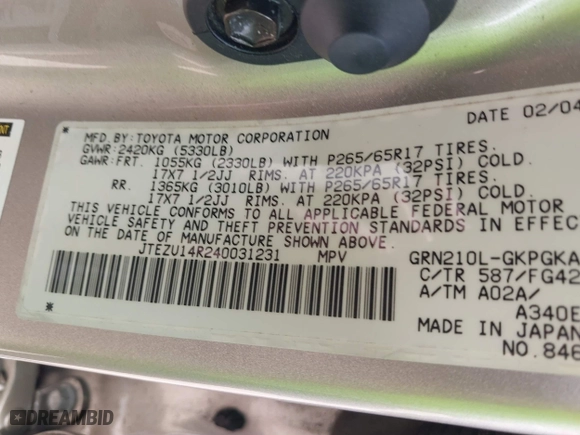 DATE 02/04
MFD.BY:TOYOTA MOTOR CORPORATION
GVWR:2420KG (5330LB)
GAWR:FRT. 1055KG (2330LB) WITH P265/65R17 TIRES.
17X7 1/2JJ RIMS. AT 220KPA (32PSI) COLD.
RR. 1365KG (3010LB) WITH P265/65R17 TIRES.
17X7 1/2JJ RIMS. AT 220KPA (32PSI) COLD.
THIS VEHICLE CONFORMS TO ALL APPLICABLE FEDERAL MOTOR
VEHICLE SAFETY AND THEFT PREVENTION STANDARDS IN EFFECT
ON THE DATE OF MANUFACTURE SHOWN ABOVE.
JTEZU14R240031231 MPV
GRN210L-GKPGKA
C/TR 587/FG42
A/TM A02A/
A340E
MADE IN JAPAN
NO.846
DREAMBID